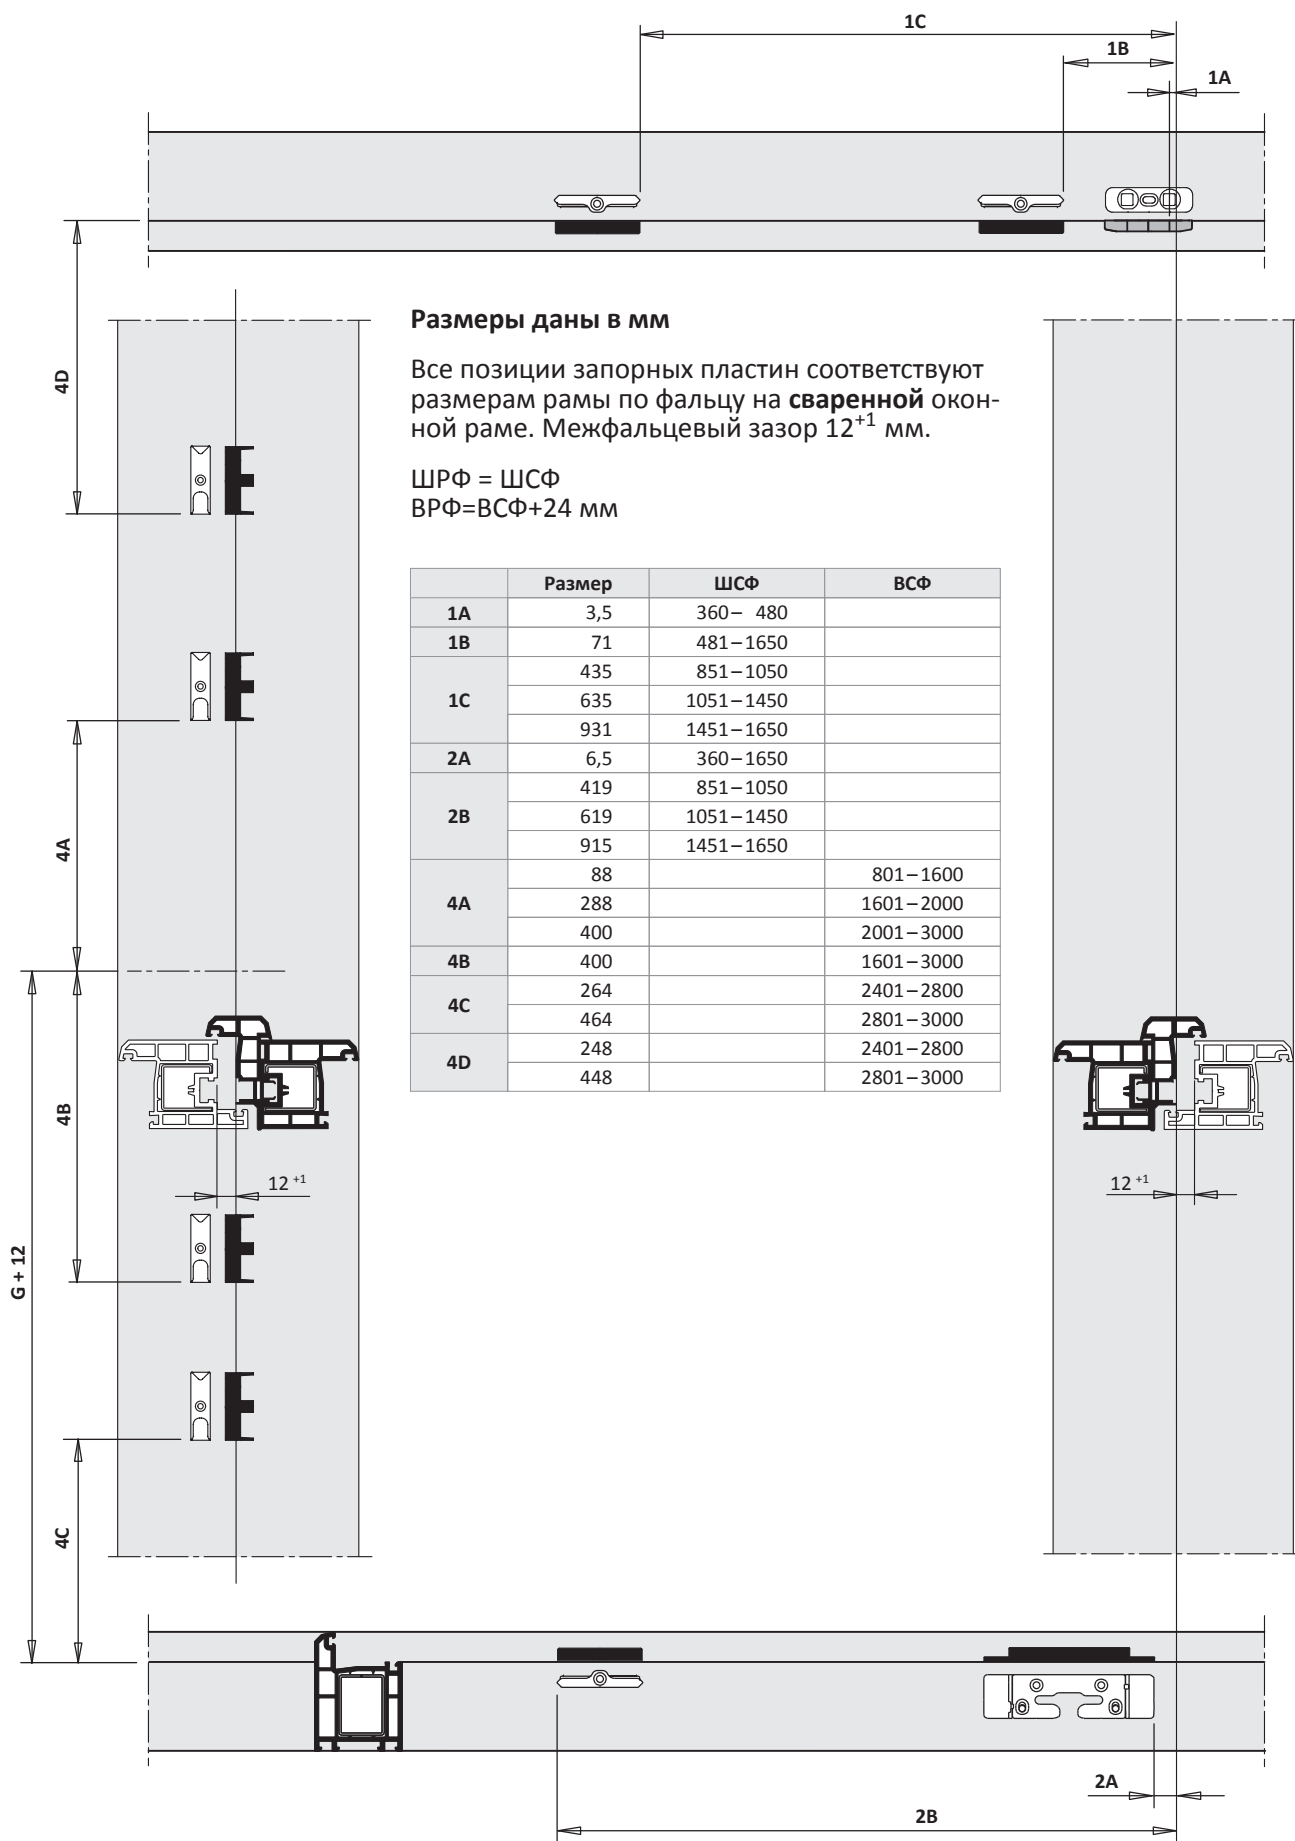 1C
1B
1A
4D
Размеры даны в мм
Все позиции запорных пластин соответствуют
размерам рамы по фальцу на сваренной окон-
ной раме. Межфальцевый зазор 12+1 мм.
ШРФ = ШСФ
ВРФ=ВСФ+24 мм
Размер ШСФ ВСФ
1A 3,5 360– 480
1B 71 481–1650
1C 435 851–1050
635 1051–1450
931 1451–1650
2A 6,5 360–1650
2B 419 851–1050
619 1051–1450
915 1451–1650
4A 88 801–1600
288 1601–2000
400 2001–3000
4B 400 1601–3000
4C 264 2401–2800
464 2801–3000
4D 248 2401–2800
448 2801–3000
4A
4B
12 +1
12 +1
G + 12
4C
2A
2B